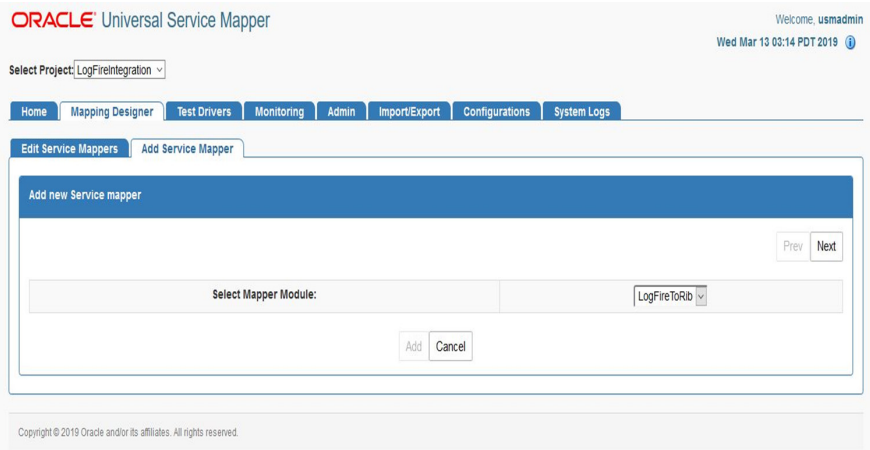 ORACLE® Universal Service Mapper
Welcome, usmadmin
Wed Mar 13 03:14 PDT 2019
Select Project: LogFireIntegration
Home Mapping Designer Test Drivers Monitoring Admin Import/Export Configurations System Logs
Edit Service Mappers Add Service Mapper
Add new Service mapper
Prev Next
Select Mapper Module: LogFireToRib
Add Cancel
Copyright © 2019 Oracle and/or its affiliates. All rights reserved.